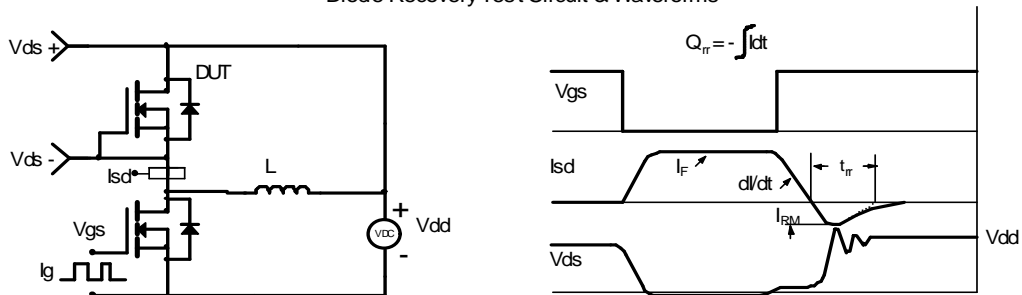 Diode Recovery Test Circuit & Waveforms
Vds +
DUT
Vds -
Isd
L
Vgs
Ig
VDC
+
-
Vdd
Qrr = - ∫Idt
Vgs
Isd
IF
dI/dt
trr
IRM
Vdd
Vds